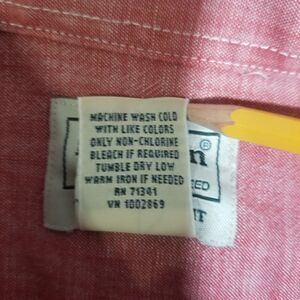 MACHINE WASH COLD
WITH LIKE COLORS
ONLY NON-CHLORINE
BLEACH IF REQUIRED
TUMBLE DRY LOW
WARM IRON IF NEEDED
RN 71341
VN 1002869